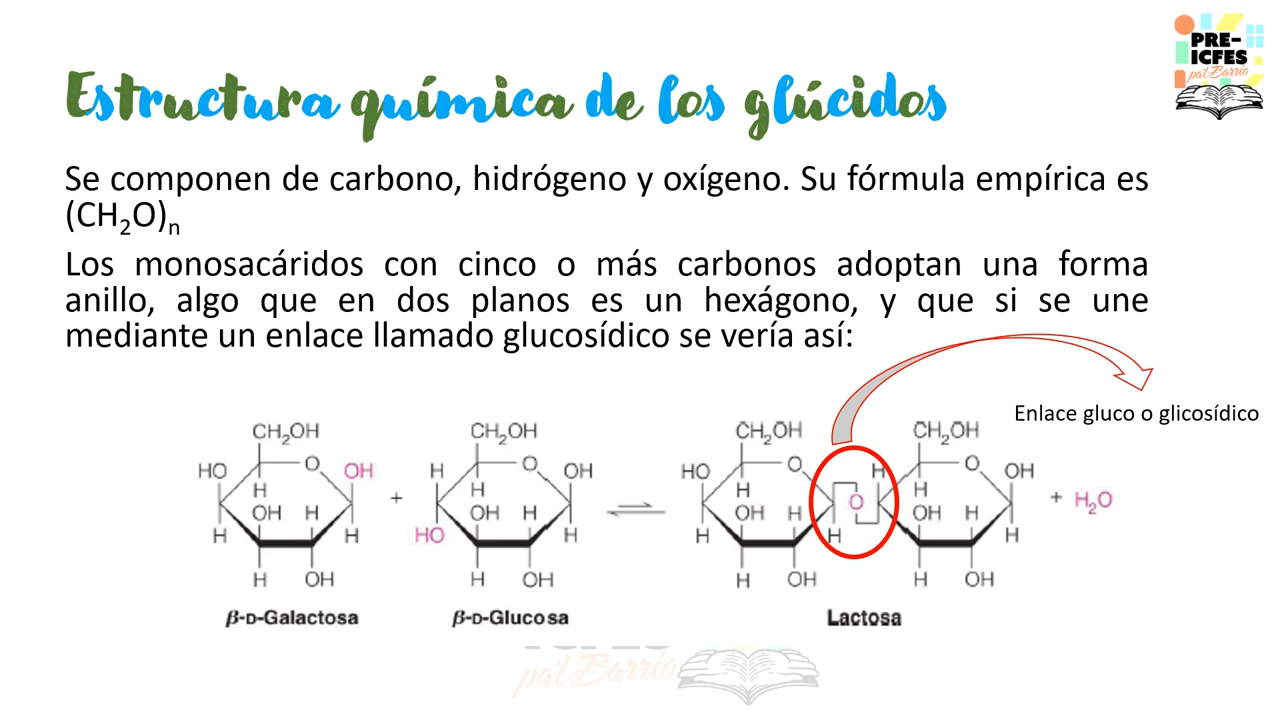 PRE-
ICFES
pal Barrio
Estructura química de los glúcidos
Se componen de carbono, hidrógeno y oxígeno. Su fórmula empírica es
(CH₂O)ₙ
Los monosacáridos con cinco o más carbonos adoptan una forma
anillo, algo que en dos planos es un hexágono, y que si se une
mediante un enlace llamado glucosídico se vería así:
Enlace gluco o glicosídico
CH₂OH CH₂OH CH₂OH CH₂OH
HO O OH H O OH HO O H O OH
H + H H O H + H₂O
OH H OH H OH H OH H
H H HO H H H H
H OH H OH H OH H OH
β-D-Galactosa β-D-Glucosa Lactosa
pal Barrio